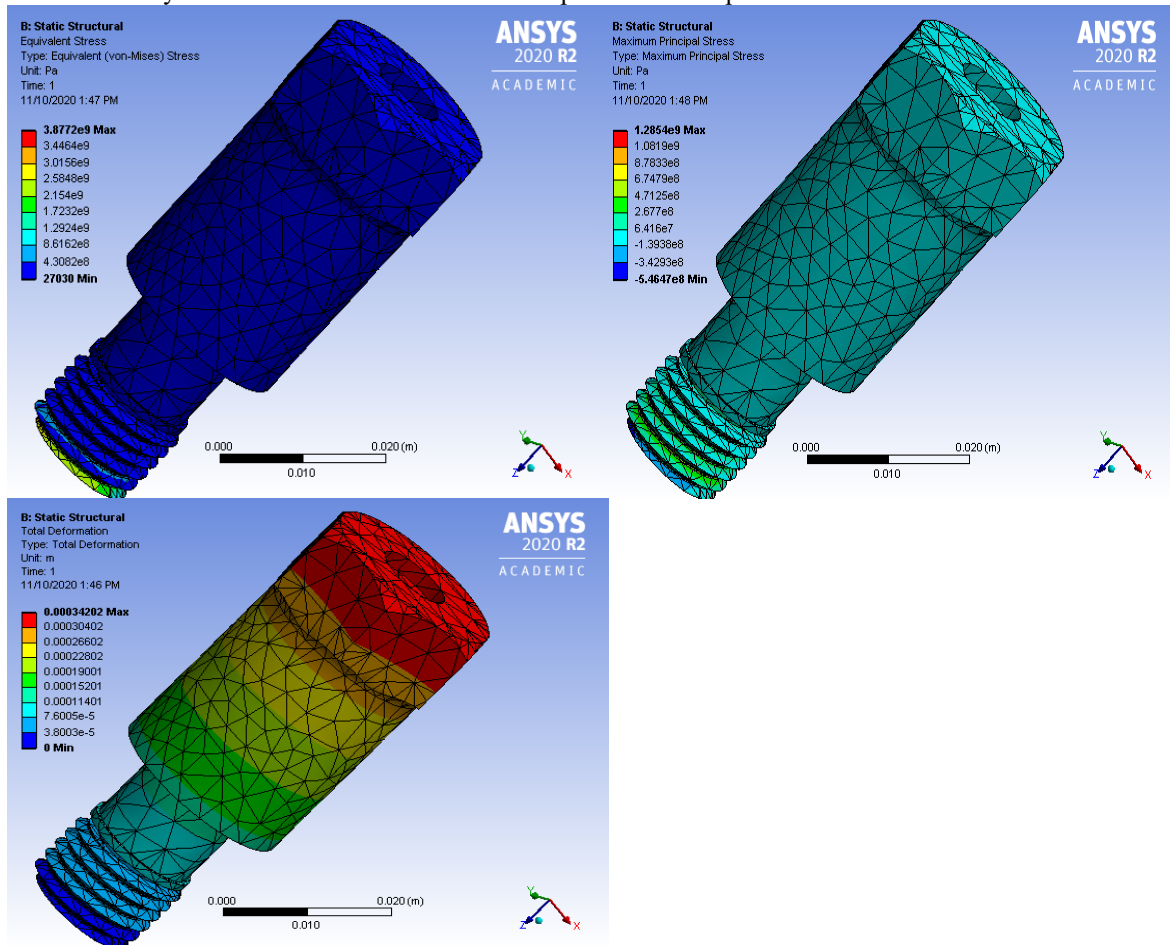 B: Static Structural
Equivalent Stress
Type: Equivalent (von-Mises) Stress
Unit: Pa
Time: 1
11/10/2020 1:47 PM
ANSYS
2020 R2
ACADEMIC
3.8772e9 Max
3.4464e9
3.0156e9
2.5848e9
2.154e9
1.7232e9
1.2924e9
8.6162e8
4.3082e8
27030 Min
0.000
0.020 (m)
0.010
Y
Z
X
B: Static Structural
Maximum Principal Stress
Type: Maximum Principal Stress
Unit: Pa
Time: 1
11/10/2020 1:48 PM
ANSYS
2020 R2
ACADEMIC
1.2854e9 Max
1.0819e9
8.7833e8
6.7479e8
4.7125e8
2.677e8
6.416e7
-1.3938e8
-3.4293e8
-5.4647e8 Min
0.000
0.020 (m)
0.010
Y
Z
X
B: Static Structural
Total Deformation
Type: Total Deformation
Unit: m
Time: 1
11/10/2020 1:46 PM
ANSYS
2020 R2
ACADEMIC
0.00034202 Max
0.00030402
0.00026602
0.00022802
0.00019001
0.00015201
0.00011401
7.6005e-5
3.8003e-5
0 Min
0.000
0.020 (m)
0.010
Y
Z
X